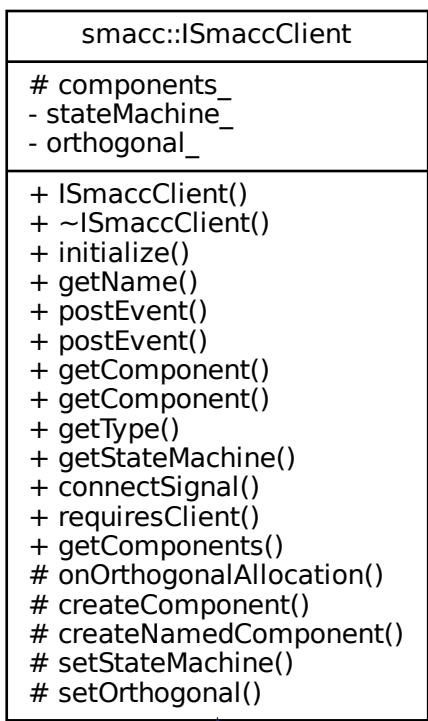 smacc::ISmaccClient
# components_
- stateMachine_
- orthogonal_
+ ISmaccClient()
+ ~ISmaccClient()
+ initialize()
+ getName()
+ postEvent()
+ postEvent()
+ getComponent()
+ getComponent()
+ getType()
+ getStateMachine()
+ connectSignal()
+ requiresClient()
+ getComponents()
# onOrthogonalAllocation()
# createComponent()
# createNamedComponent()
# setStateMachine()
# setOrthogonal()